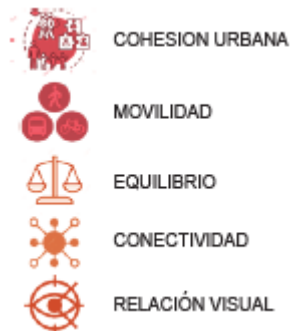 COHESION URBANA
MOVILIDAD
EQUILIBRIO
CONECTIVIDAD
RELACIÓN VISUAL